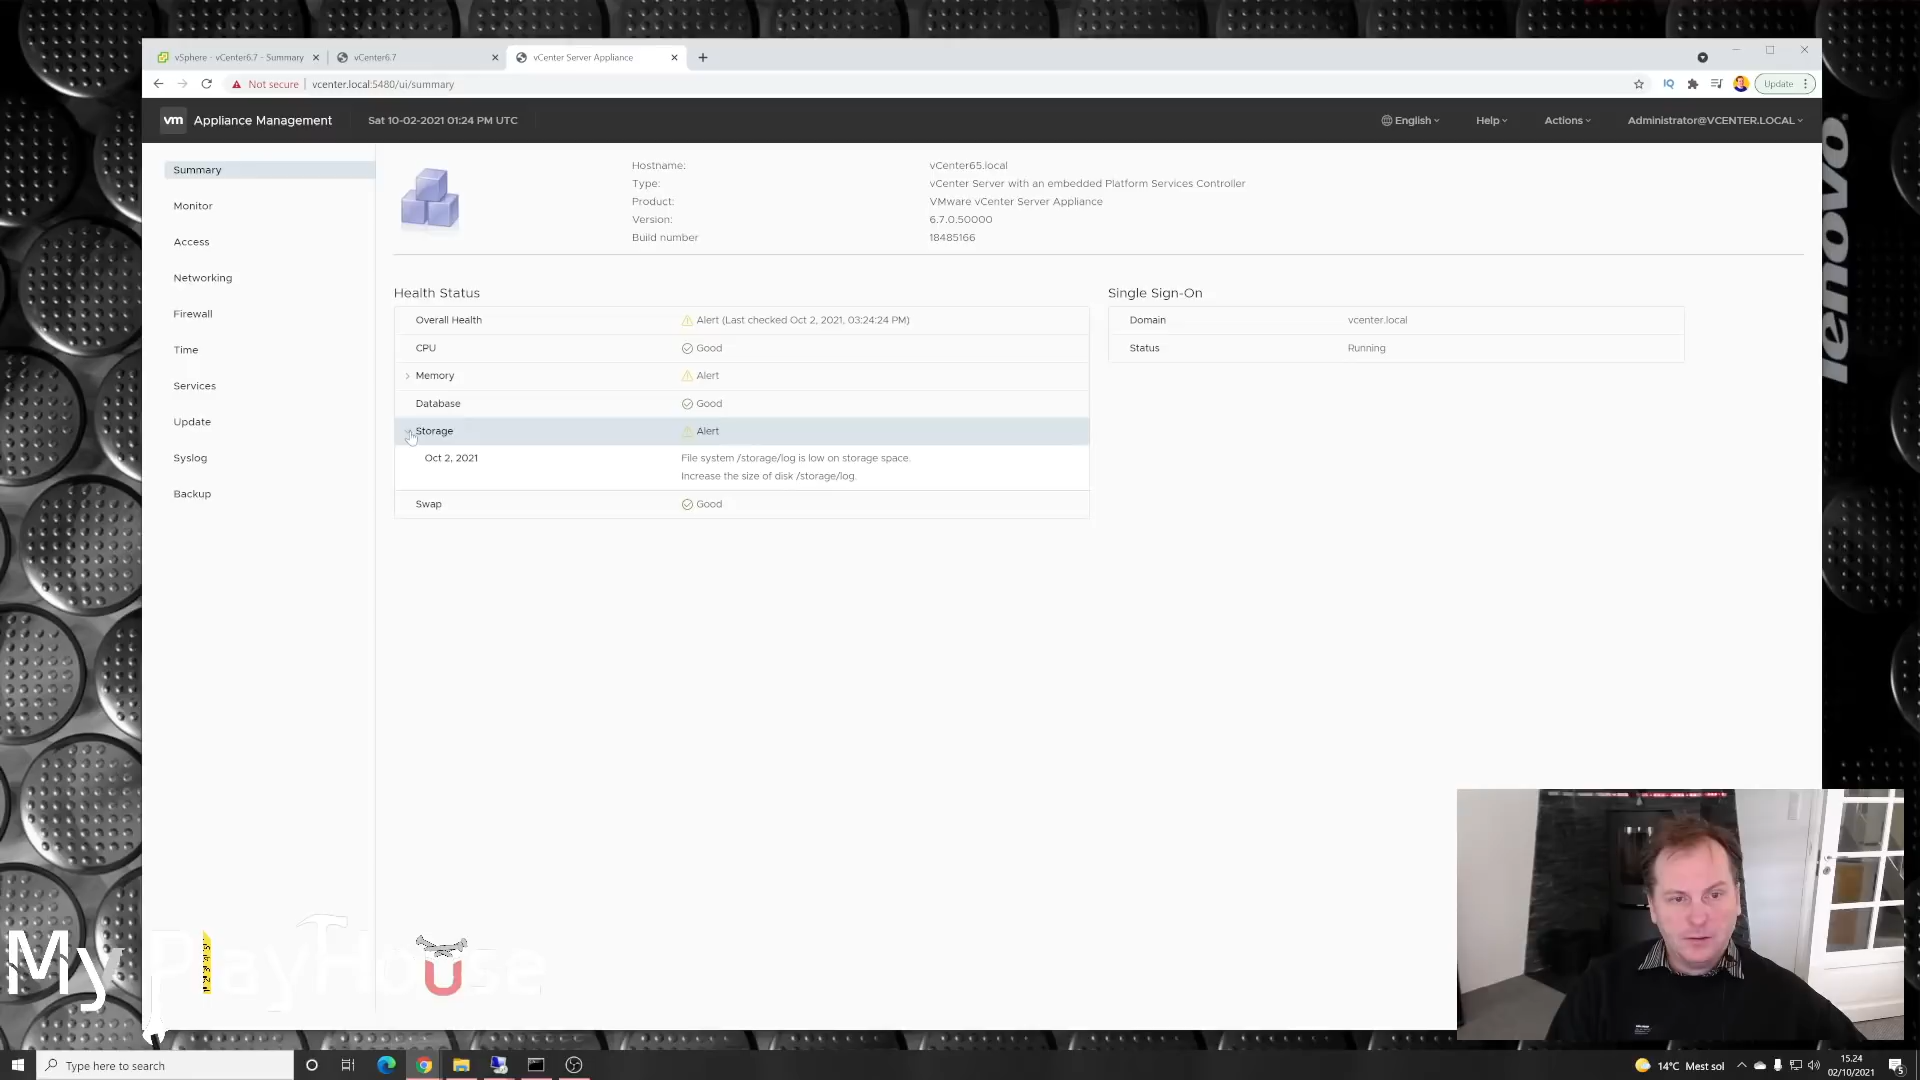 vSphere - vCenter6.7 - Summary
vCenter6.7
vCenter Server Appliance
Not secure
vcenter.local:5480/ui/summary
IQ
Update
vm
Appliance Management
Sat 10-02-2021 01:24 PM UTC
English
Help
Actions
Administrator@VCENTER.LOCAL
Summary
Monitor
Access
Networking
Firewall
Time
Services
Update
Syslog
Backup
Hostname: vCenter65.local
Type: vCenter Server with an embedded Platform Services Controller
Product: VMware vCenter Server Appliance
Version: 6.7.0.50000
Build number 18485166
Health Status
Overall Health Alert (Last checked Oct 2, 2021, 03:24:24 PM)
CPU Good
Memory Alert
Database Good
Storage Alert
Oct 2, 2021 File system /storage/log is low on storage space.
Increase the size of disk /storage/log.
Swap Good
Single Sign-On
Domain vcenter.local
Status Running
lenovo
My PlayHouse
Type here to search
14°C Mest sol
15.24
02/10/2021
5